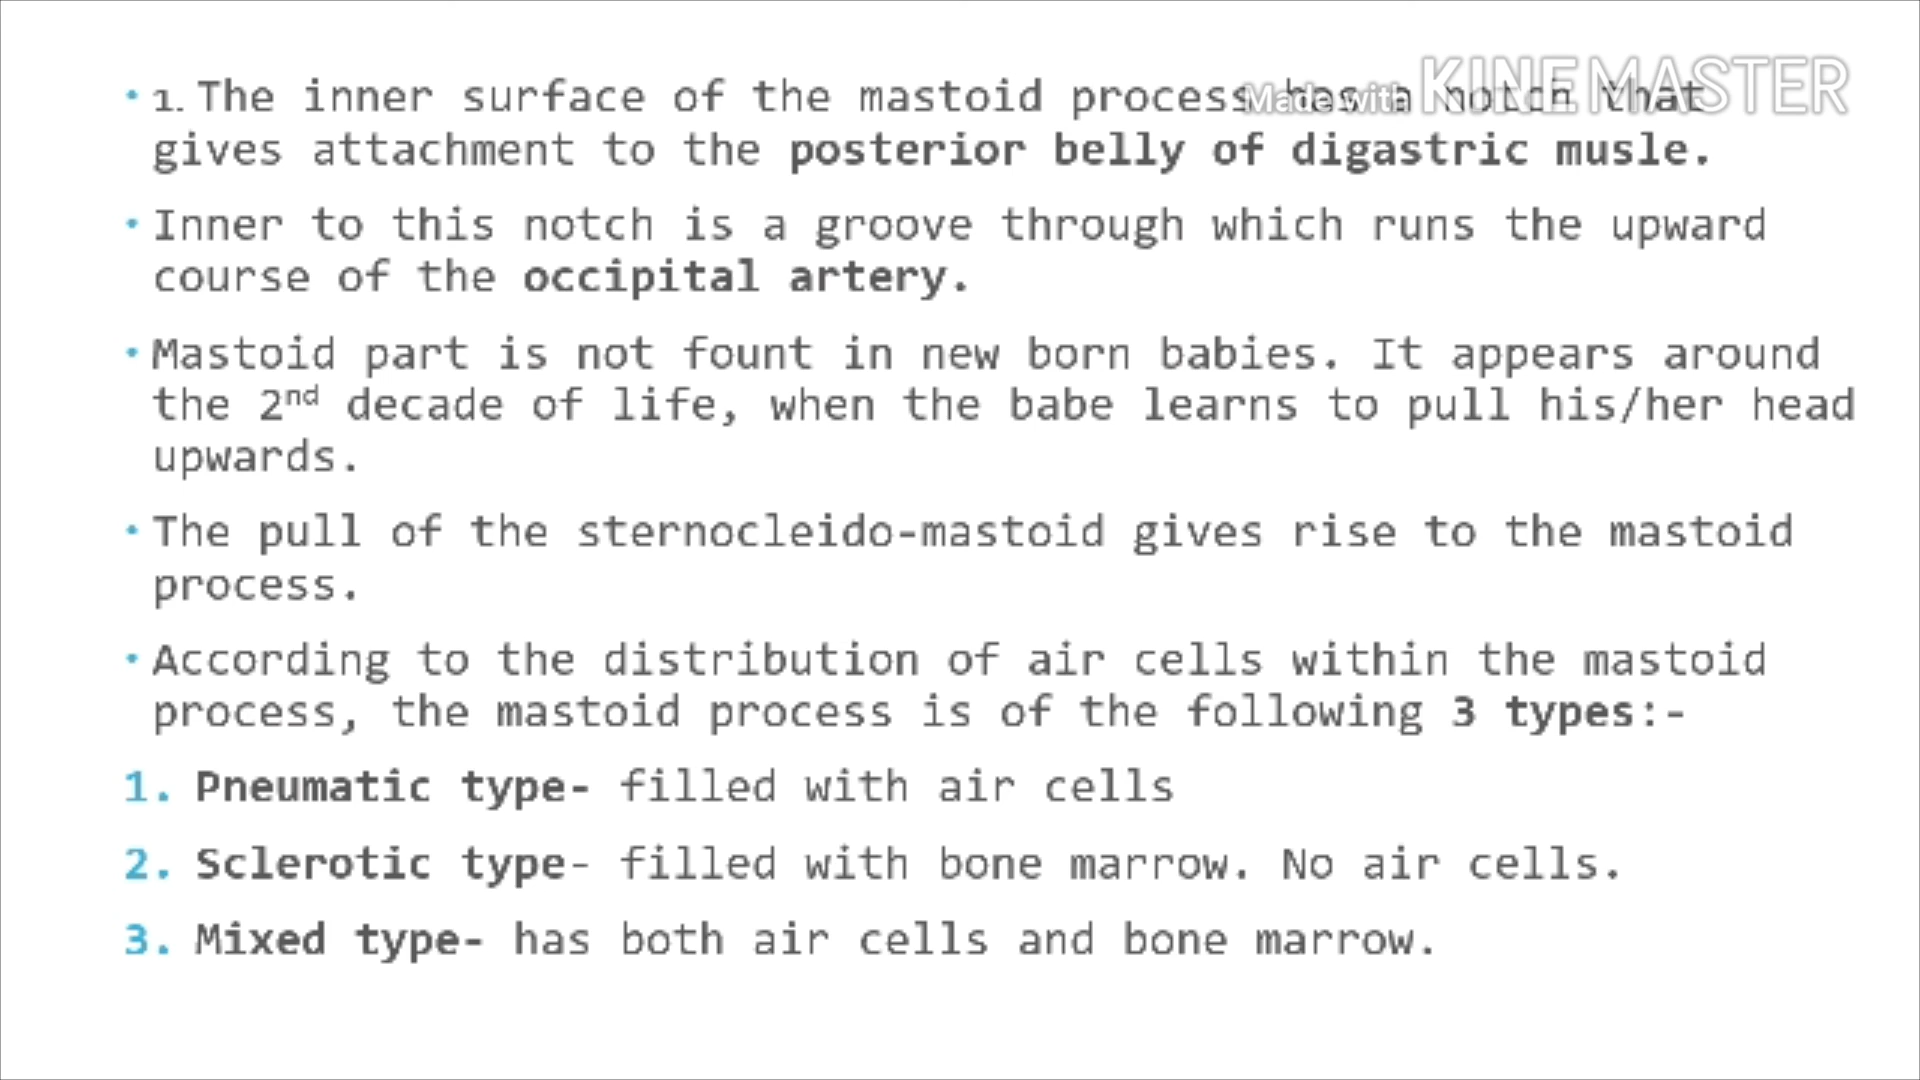 • 1. The inner surface of the mastoid process has a notch that
Made with KINEMASTER
gives attachment to the posterior belly of digastric musle.
• Inner to this notch is a groove through which runs the upward
course of the occipital artery.
• Mastoid part is not fount in new born babies. It appears around
the 2nd decade of life, when the babe learns to pull his/her head
upwards.
• The pull of the sternocleido-mastoid gives rise to the mastoid
process.
• According to the distribution of air cells within the mastoid
process, the mastoid process is of the following 3 types:-
1. Pneumatic type- filled with air cells
2. Sclerotic type- filled with bone marrow. No air cells.
3. Mixed type- has both air cells and bone marrow.